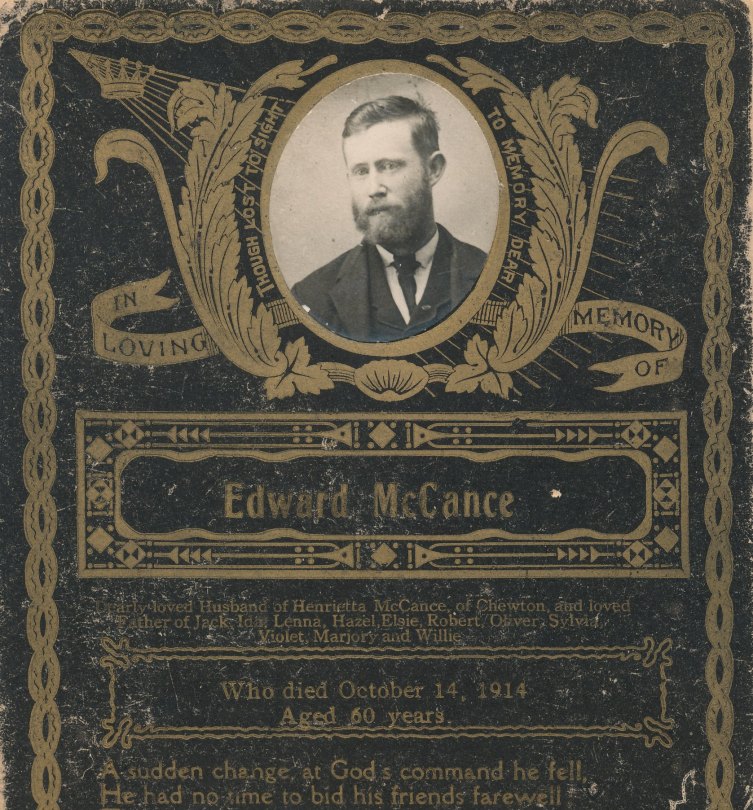 THOUGH LOST TO SIGHT
TO MEMORY DEAR
IN
LOVING
MEMORY
OF
Edward McCance
Dearly loved Husband of Henrietta McCance, of Chewton, and loved
Father of Jack, Ida, Lenna, Hazel, Elsie, Robert, Oliver, Sylvia,
Violet, Marjory and Willie
Who died October 14, 1914
Aged 60 years.
A sudden change, at God's command he fell,
He had no time to bid his friends farewell